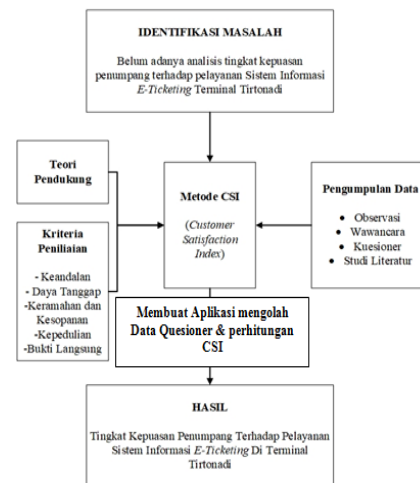 IDENTIFIKASI MASALAH
Belum adanya analisis tingkat kepuasan
penumpang terhadap pelayanan Sistem Informasi
E-Ticketing Terminal Tirtonadi
Teori
Pendukung
Kriteria
Peniliaian
- Keandalan
- Daya Tanggap
-Keramahan dan
Kesopanan
-Kepedulian
-Bukti Langsung
Metode CSI
(Customer
Satisfaction
Index)
Pengumpulan Data
• Observasi
• Wawancara
• Kuesioner
• Studi Literatur
Membuat Aplikasi mengolah
Data Quesioner & perhitungan
CSI
HASIL
Tingkat Kepuasan Penumpang Terhadap Pelayanan
Sistem Informasi E-Ticketing Di Terminal
Tirtonadi